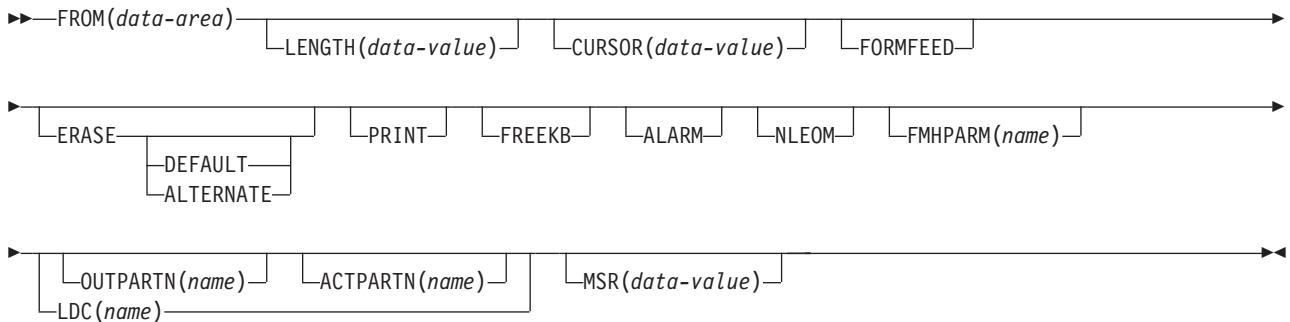 FROM(data-area)
LENGTH(data-value) CURSOR(data-value) FORMFEED
ERASE PRINT FREEKB ALARM NLEOM FMHPARM(name)
DEFAULT
ALTERNATE
OUTPARTN(name) ACTPARTN(name) MSR(data-value)
LDC(name)